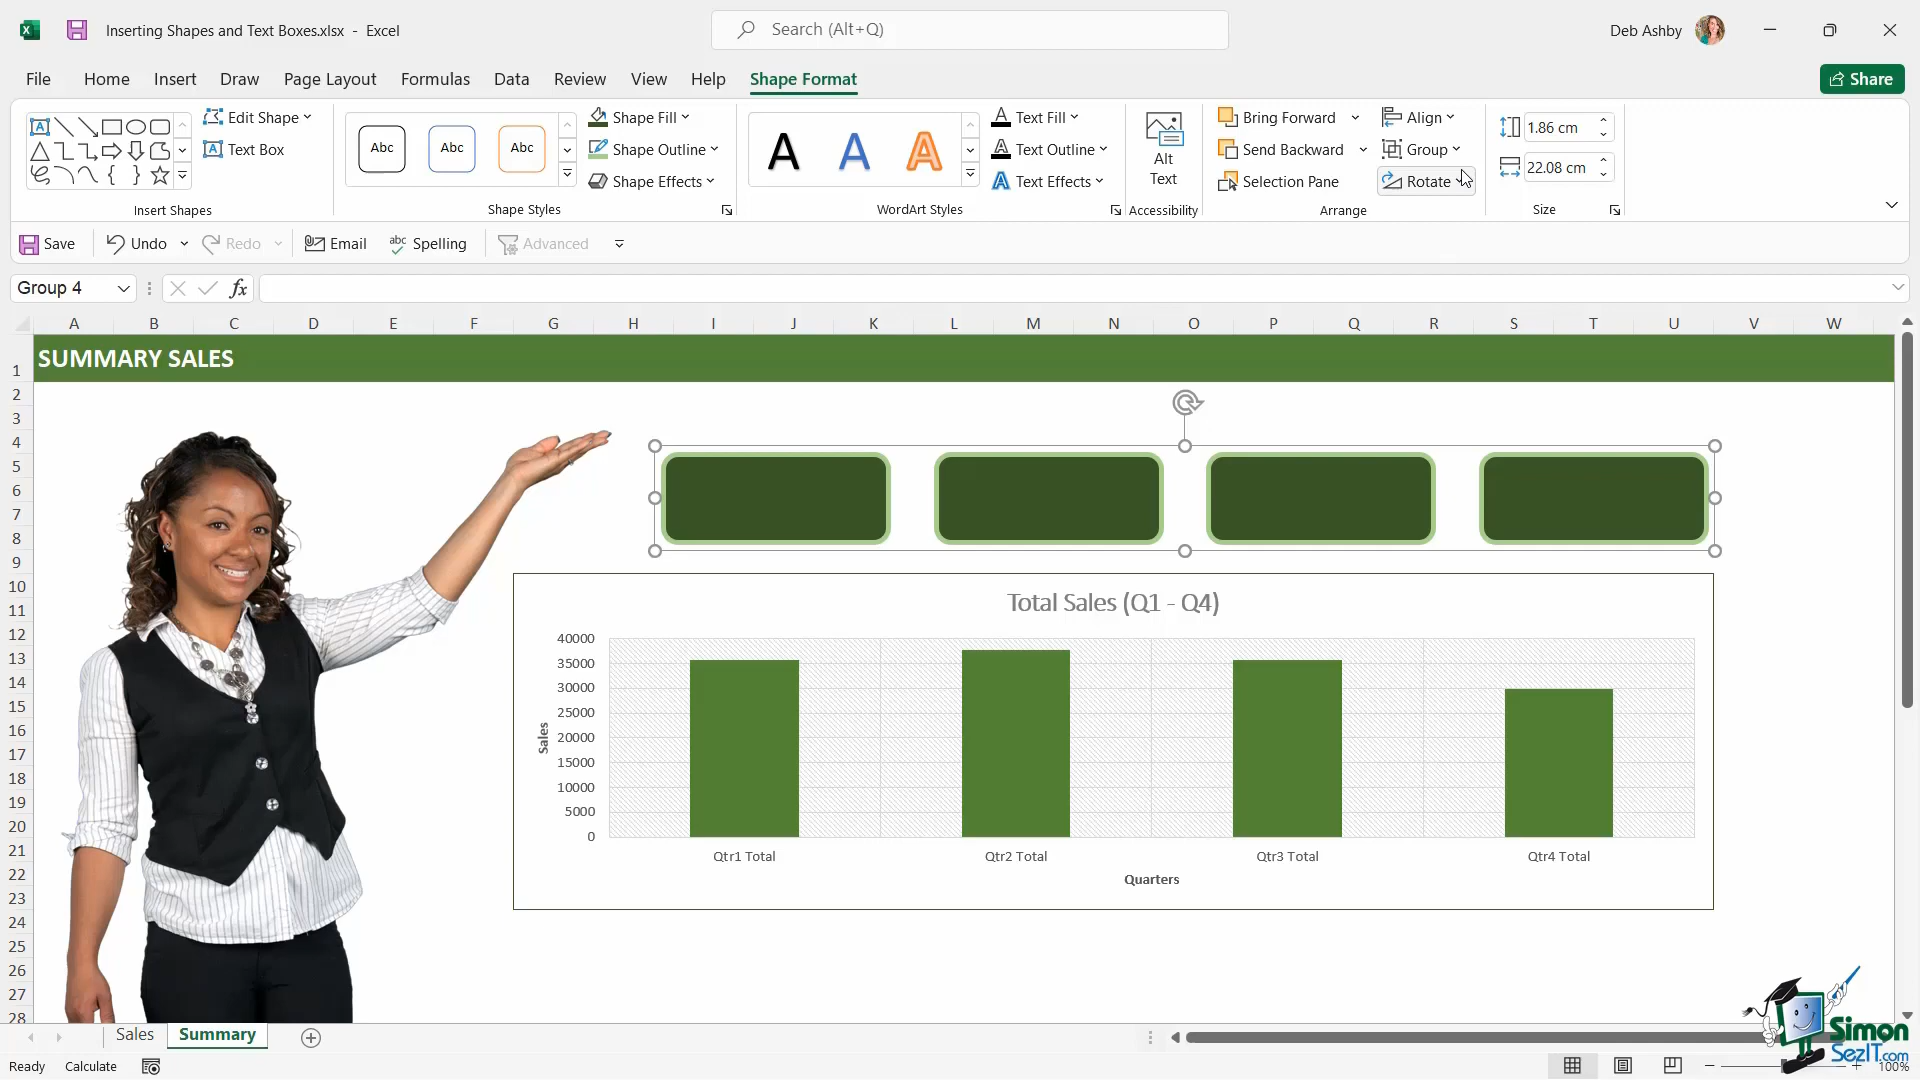 Inserting Shapes and Text Boxes.xlsx - Excel
Search (Alt+Q)
Deb Ashby
File Home Insert Draw Page Layout Formulas Data Review View Help Shape Format
Share
Edit Shape
Text Box
Insert Shapes
Abc Abc Abc
Shape Fill
Shape Outline
Shape Effects
Shape Styles
A A A
Text Fill
Text Outline
Text Effects
WordArt Styles
Alt
Text
Accessibility
Bring Forward
Send Backward
Selection Pane
Align
Group
Rotate
Arrange
1.86 cm
22.08 cm
Size
Save Undo Redo Email Spelling Advanced
Group 4
fx
A B C D E F G H I J K L M N O P Q R S T U V W
1 SUMMARY SALES
2
3
4
5
6
7
8
9
10
11
12
13
14
15
16
17
18
19
20
21
22
23
24
25
26
27
28
Total Sales (Q1 - Q4)
Sales
40000
35000
30000
25000
20000
15000
10000
5000
0
Qtr1 Total Qtr2 Total Qtr3 Total Qtr4 Total
Quarters
Sales Summary
Ready Calculate
100%
Simon
SezIT.com